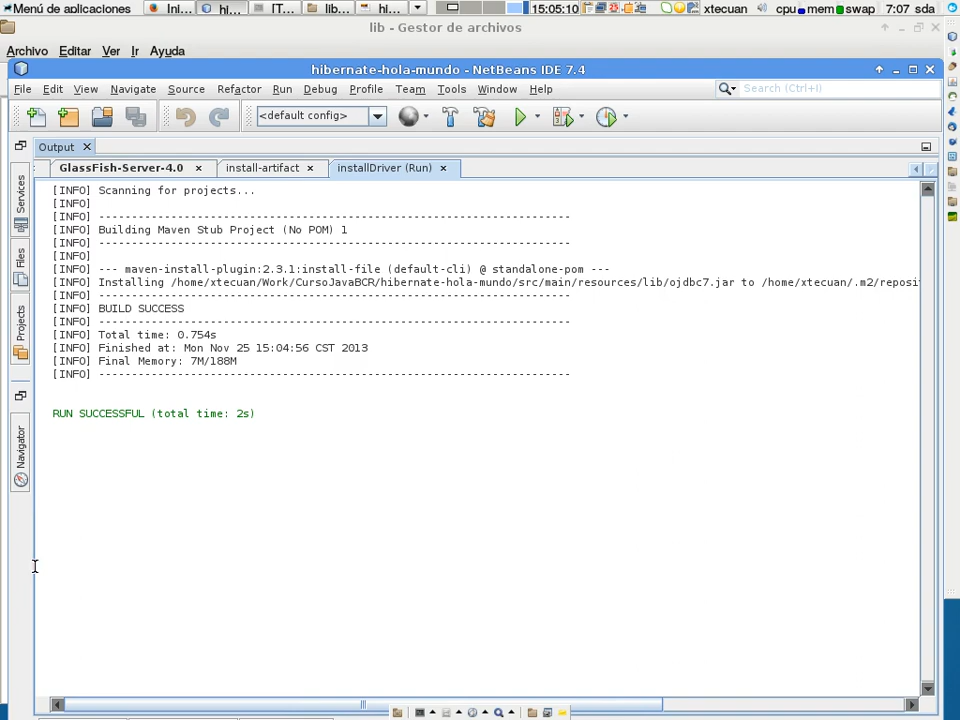 Menú de aplicaciones Ini... hi... [T... lib... hi... 15:05:10 xtecuan cpu mem swap 7:07 sda
lib - Gestor de archivos
Archivo Editar Ver Ir Ayuda
hibernate-hola-mundo - NetBeans IDE 7.4
File Edit View Navigate Source Refactor Run Debug Profile Team Tools Window Help Search (Ctrl+I)
<default config>
Output
GlassFish-Server-4.0 install-artifact installDriver (Run)
Services
Files
Projects
Navigator
[INFO] Scanning for projects...
[INFO]
[INFO] ------------------------------------------------------------------------
[INFO] Building Maven Stub Project (No POM) 1
[INFO] ------------------------------------------------------------------------
[INFO]
[INFO] --- maven-install-plugin:2.3.1:install-file (default-cli) @ standalone-pom ---
[INFO] Installing /home/xtecuan/Work/CursoJavaBCR/hibernate-hola-mundo/src/main/resources/lib/ojdbc7.jar to /home/xtecuan/.m2/reposi
[INFO] ------------------------------------------------------------------------
[INFO] BUILD SUCCESS
[INFO] ------------------------------------------------------------------------
[INFO] Total time: 0.754s
[INFO] Finished at: Mon Nov 25 15:04:56 CST 2013
[INFO] Final Memory: 7M/188M
[INFO] ------------------------------------------------------------------------
RUN SUCCESSFUL (total time: 2s)